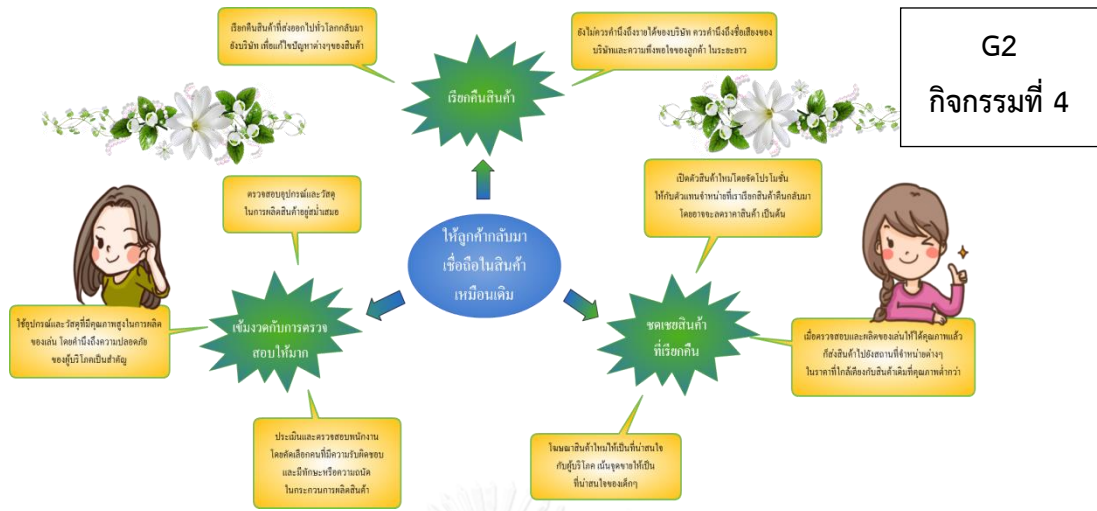 G2
กิจกรรมที่ 4
เรียกคืนสินค้าที่ส่งออกไปทั่วโลกกลับมา
ยังบริษัท เพื่อแก้ไขปัญหาต่างๆของสินค้า
ยังไม่ควรคำนึงถึงรายได้ของบริษัท ควรคำนึงถึงชื่อเสียงของ
บริษัทและความพึงพอใจของลูกค้า ในระยะยาว
เรียกคืนสินค้า
ตรวจสอบอุปกรณ์และวัสดุ
ในการผลิตสินค้าอยู่สม่ำเสมอ
เปิดตัวสินค้าใหม่โดยจัดโปรโมชั่น
ให้กับตัวแทนจำหน่ายที่เราเรียกสินค้าคืนกลับมา
โดยอาจจะลดราคาสินค้า เป็นต้น
ให้ลูกค้ากลับมา
เชื่อถือในสินค้า
เหมือนเดิม
ใช้อุปกรณ์และวัสดุที่มีคุณภาพสูงในการผลิต
ของเล่น โดยคำนึงถึงความปลอดภัย
ของผู้บริโภคเป็นสำคัญ
เข้มงวดกับการตรวจ
สอบให้มาก
ชดเชยสินค้า
ที่เรียกคืน
เมื่อตรวจสอบและผลิตของเล่นให้ได้คุณภาพแล้ว
ก็ส่งสินค้าไปยังสถานที่จำหน่ายต่างๆ
ในราคาที่ใกล้เคียงกับสินค้าเดิมที่คุณภาพต่ำกว่า
ประเมินและตรวจสอบพนักงาน
โดยคัดเลือกคนที่มีความรับผิดชอบ
และมีทักษะหรือความถนัด
ในกระบวนการผลิตสินค้า
โฆษณาสินค้าใหม่ให้เป็นที่น่าสนใจ
กับผู้บริโภค เน้นจุดขายให้เป็น
ที่น่าสนใจของเด็กๆ